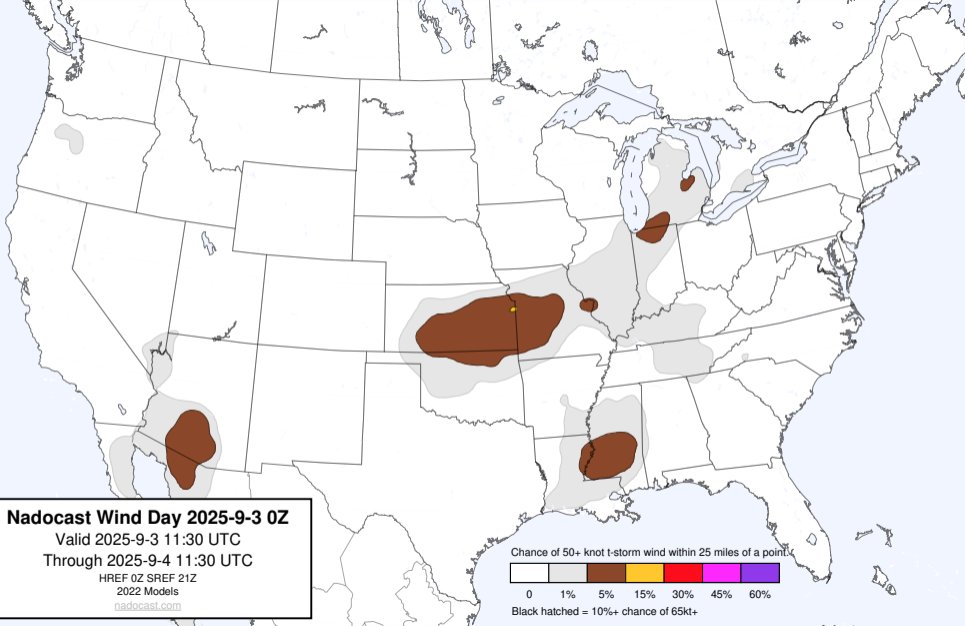 Nadocast Wind Day 2025-9-3 0Z
Valid 2025-9-3 11:30 UTC
Through 2025-9-4 11:30 UTC
HREF 0Z SREF 21Z
2022 Models
nadocast.com
Chance of 50+ knot t-storm wind within 25 miles of a point.
0 1% 5% 15% 30% 45% 60%
Black hatched = 10%+ chance of 65kt+